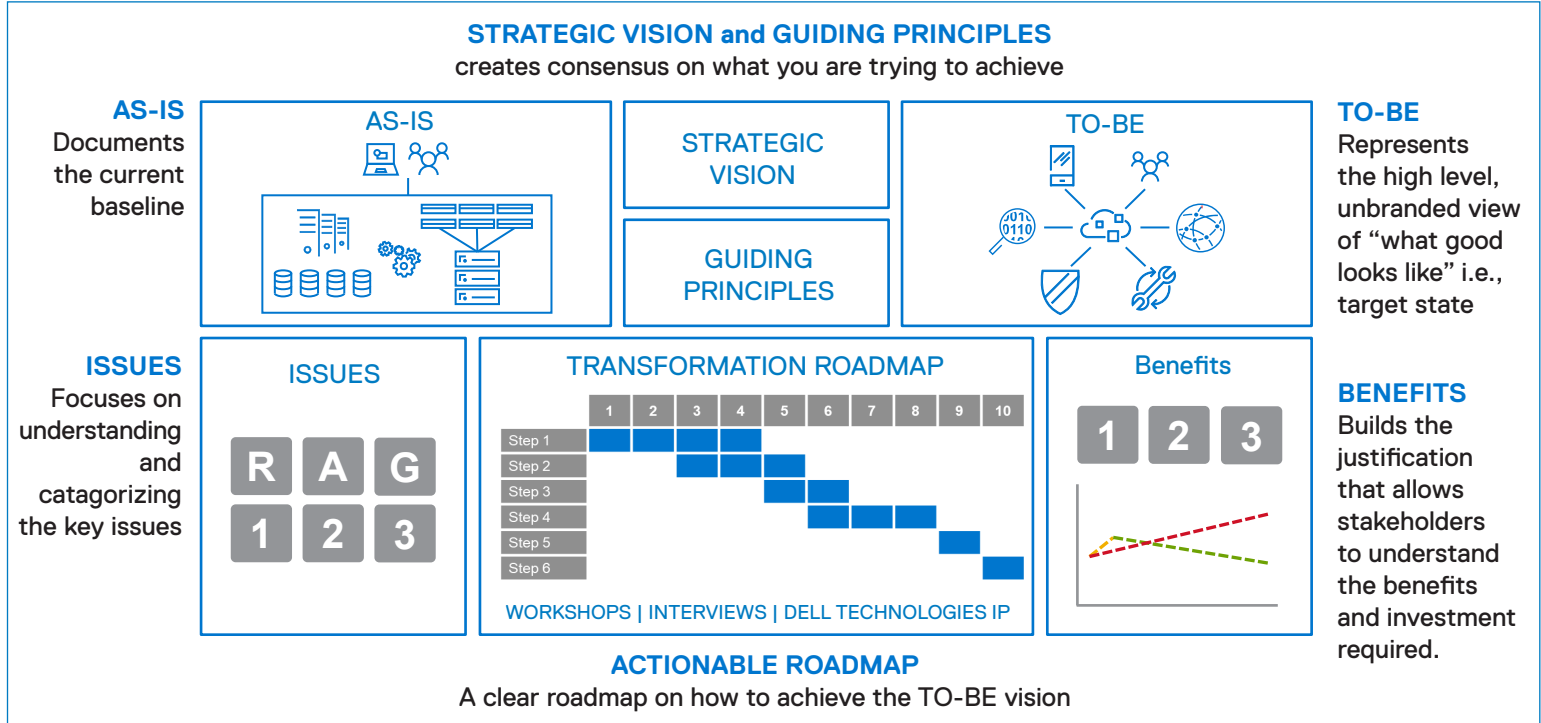 STRATEGIC VISION and GUIDING PRINCIPLES
creates consensus on what you are trying to achieve
AS-IS
Documents
the current
baseline
AS-IS
STRATEGIC
VISION
GUIDING
PRINCIPLES
TO-BE
0110
TO-BE
Represents
the high level,
unbranded view
of “what good
looks like” i.e.,
target state
ISSUES
Focuses on
understanding
and
catagorizing
the key issues
ISSUES
R A G
1 2 3
TRANSFORMATION ROADMAP
1 2 3 4 5 6 7 8 9 10
Step 1
Step 2
Step 3
Step 4
Step 5
Step 6
WORKSHOPS | INTERVIEWS | DELL TECHNOLOGIES IP
Benefits
1 2 3
BENEFITS
Builds the
justification
that allows
stakeholders
to understand
the benefits
and investment
required.
ACTIONABLE ROADMAP
A clear roadmap on how to achieve the TO-BE vision